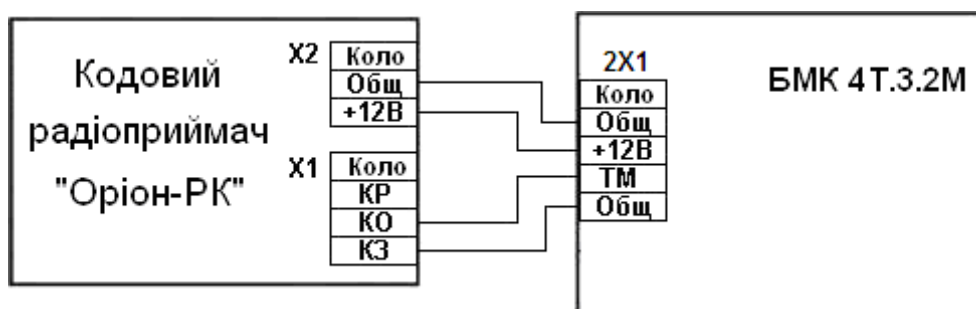 Кодовий
радіоприймач
"Оріон-РК"
X2
Коло
Общ
+12В
X1
Коло
КР
КО
КЗ
2X1
Коло
Общ
+12В
ТМ
Общ
БМК 4Т.3.2М